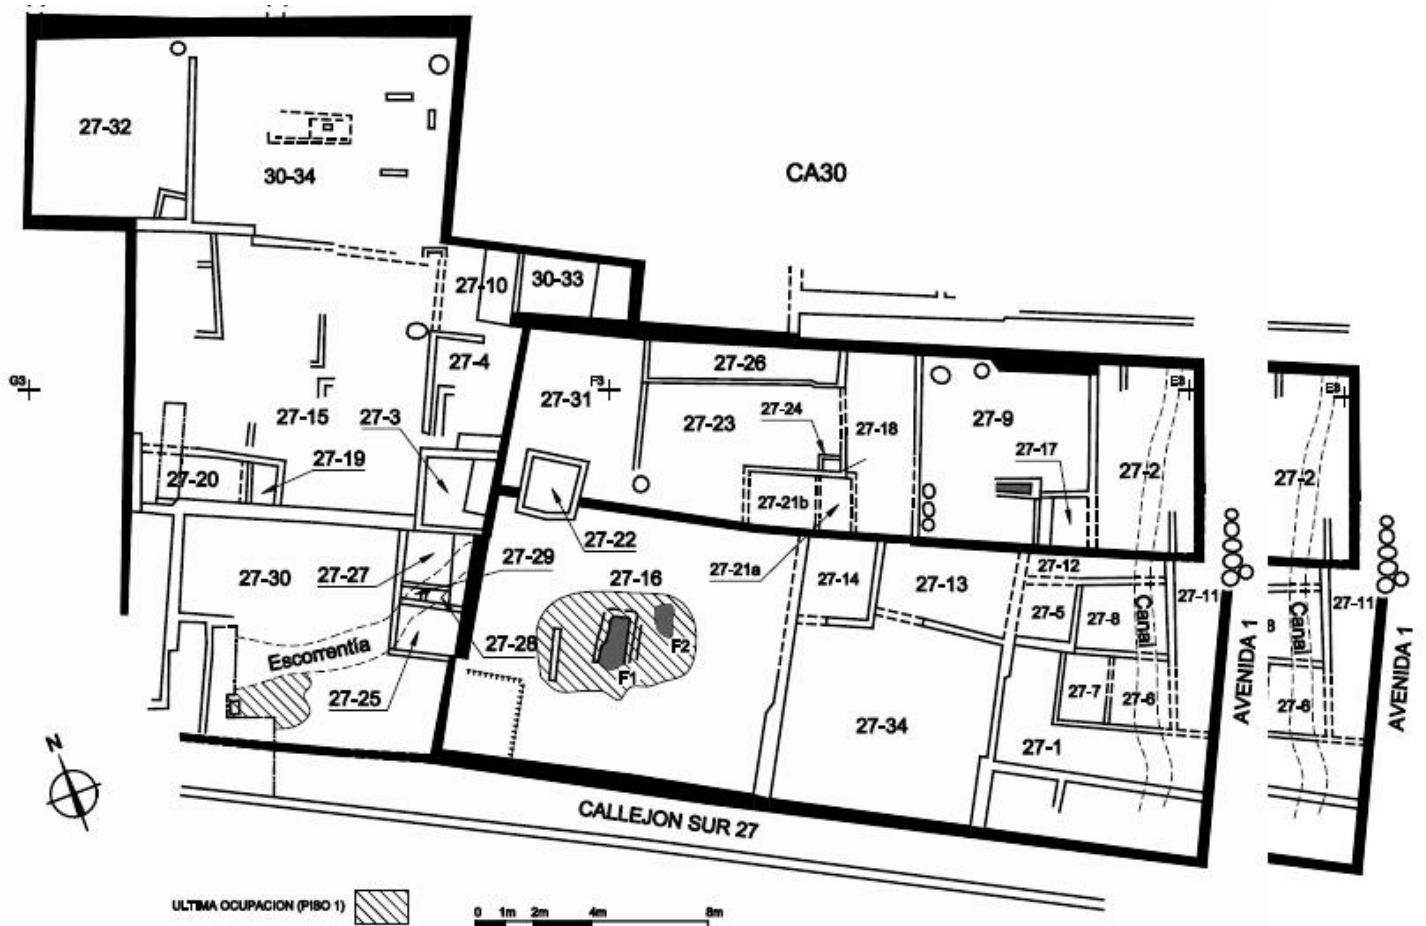 27-32
30-34
CA30
27-10
30-33
27-4
27-26
G3
F3
E3
E3
27-31
27-24
27-15
27-3
27-23
27-18
27-9
27-17
27-2
27-2
27-19
27-20
27-21b
27-22
27-21a
27-29
27-27
27-30
27-16
27-14
27-13
27-12
27-11
27-11
27-5
27-8
8
Canal
Canal
Escorrentía
27-28
F2
F1
27-25
27-7
27-6
27-6
AVENIDA 1
AVENIDA 1
27-34
27-1
N
CALLEJON SUR 27
ULTIMA OCUPACION (PISO 1)
0 1m 2m 4m 8m